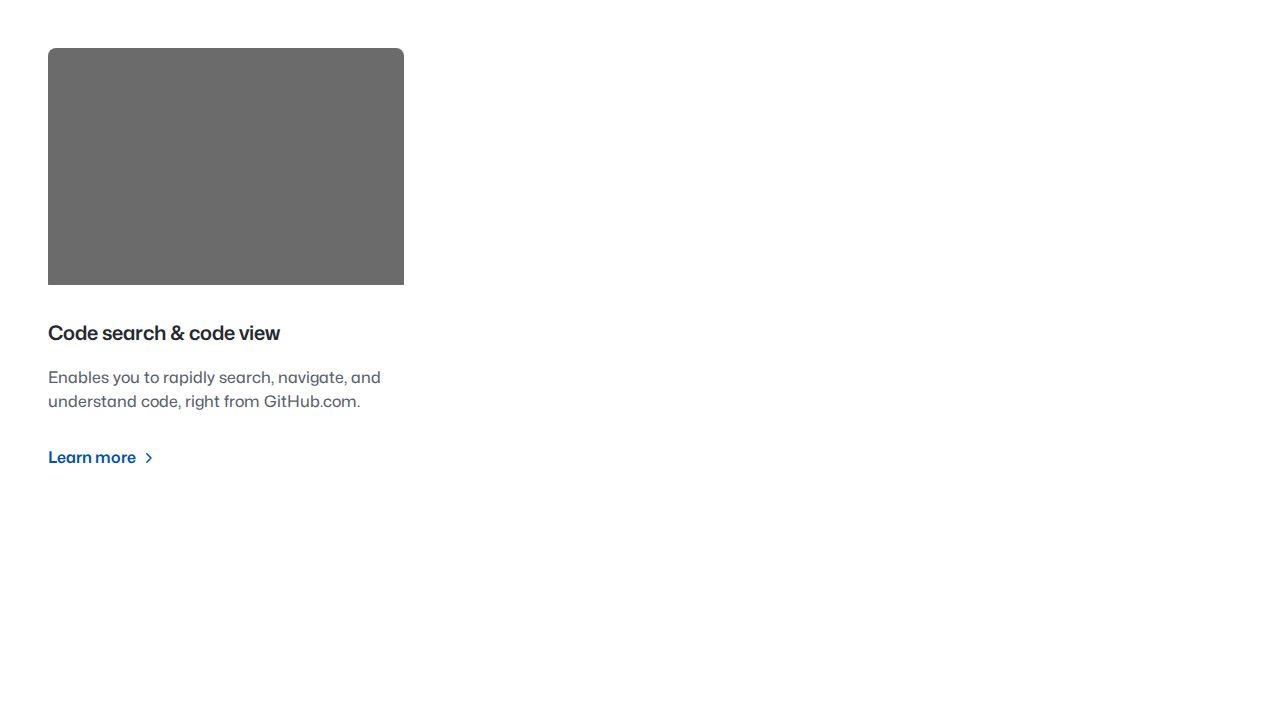 Code search & code view
Enables you to rapidly search, navigate, and
understand code, right from GitHub.com.
Learn more